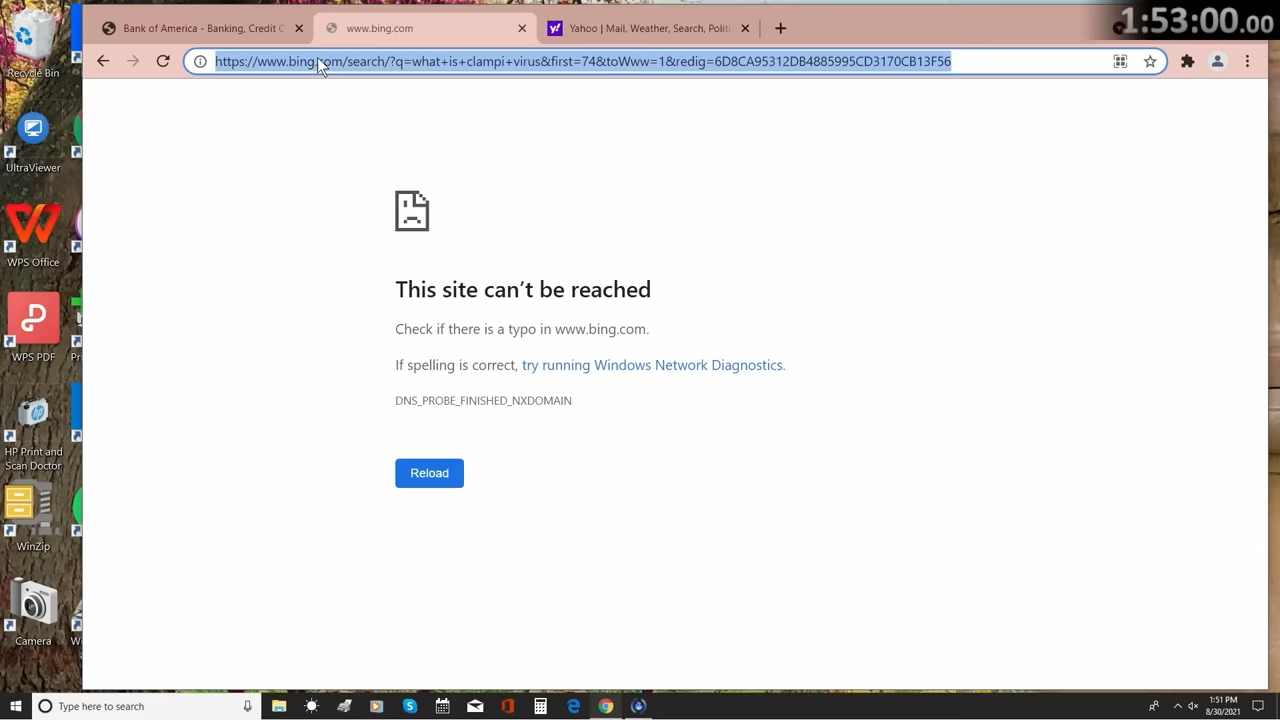 1:53:00.00
Bank of America - Banking, Credit C
www.bing.com
Yahoo | Mail, Weather, Search, Politi
https://www.bing.com/search/?q=what+is+clampi+virus&first=74&toWww=1&redig=6D8CA95312DB4885995CD3170CB13F56
Recycle Bin
UltraViewer
WPS Office
WPS PDF
Pri
HP Print and
Scan Doctor
WinZip
Camera
W
This site can't be reached
Check if there is a typo in www.bing.com.
If spelling is correct, try running Windows Network Diagnostics.
DNS_PROBE_FINISHED_NXDOMAIN
Reload
Type here to search
1:51 PM
8/30/2021